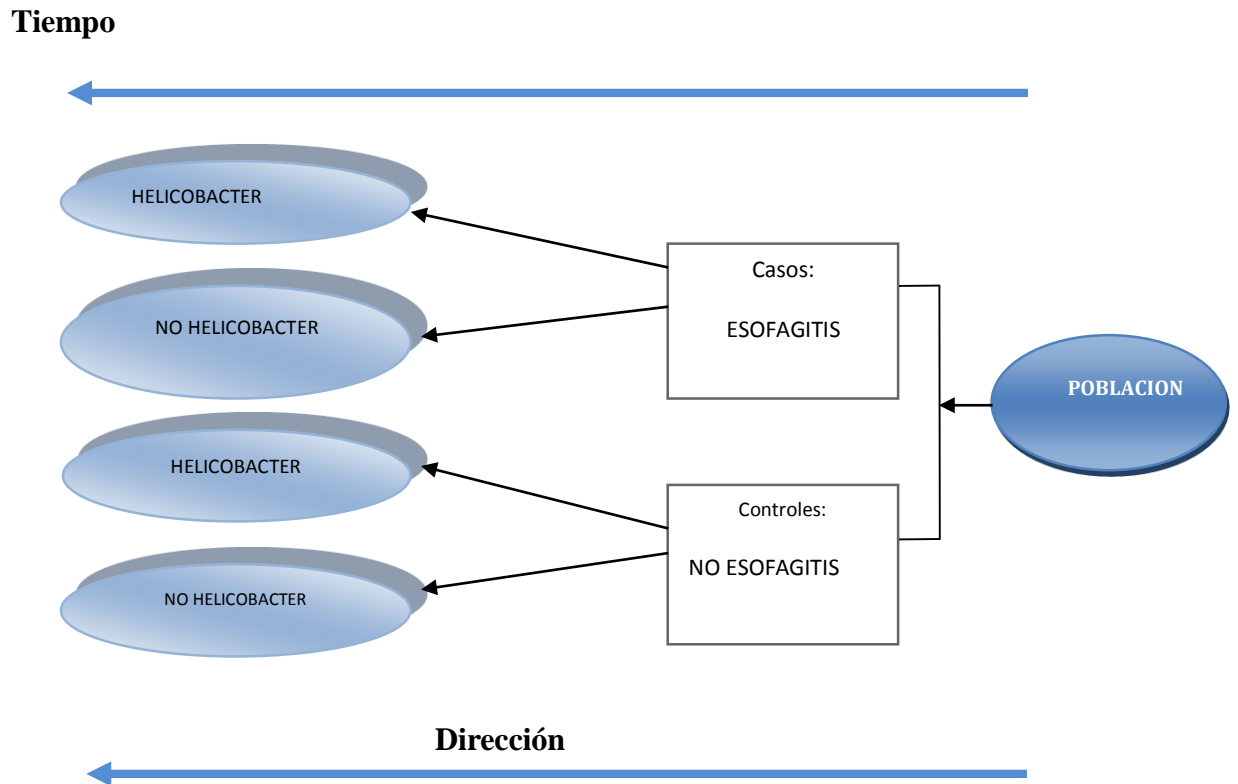 Tiempo
HELICOBACTER
NO HELICOBACTER
HELICOBACTER
NO HELICOBACTER
Casos:
ESOFAGITIS
Controles:
NO ESOFAGITIS
POBLACION
Dirección